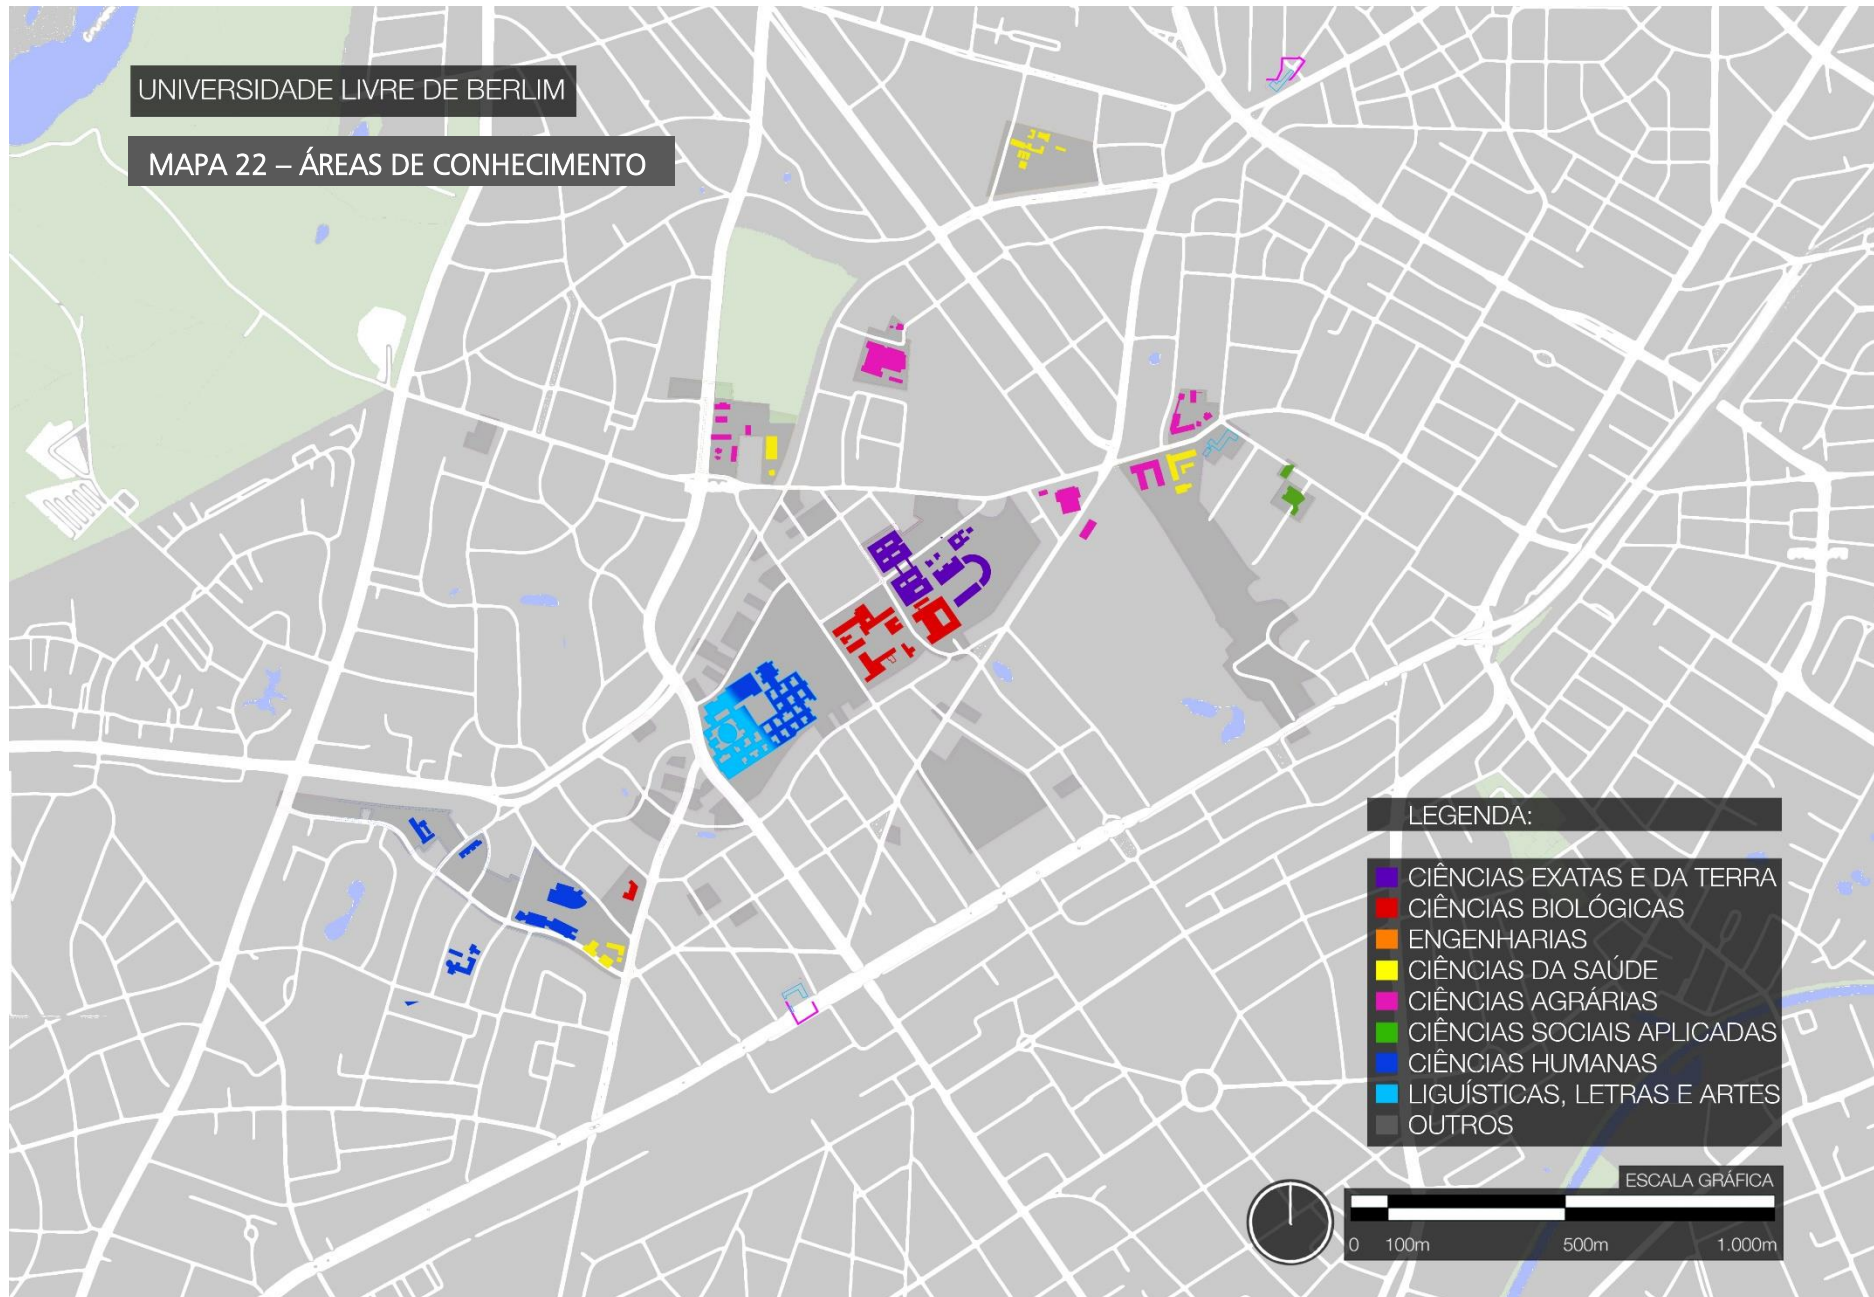 UNIVERSIDADE LIVRE DE BERLIM
MAPA 22 – ÁREAS DE CONHECIMENTO
LEGENDA:
CIÊNCIAS EXATAS E DA TERRA
CIÊNCIAS BIOLÓGICAS
ENGENHARIAS
CIÊNCIAS DA SAÚDE
CIÊNCIAS AGRÁRIAS
CIÊNCIAS SOCIAIS APLICADAS
CIÊNCIAS HUMANAS
LIGUÍSTICAS, LETRAS E ARTES
OUTROS
ESCALA GRÁFICA
0 100m 500m 1.000m